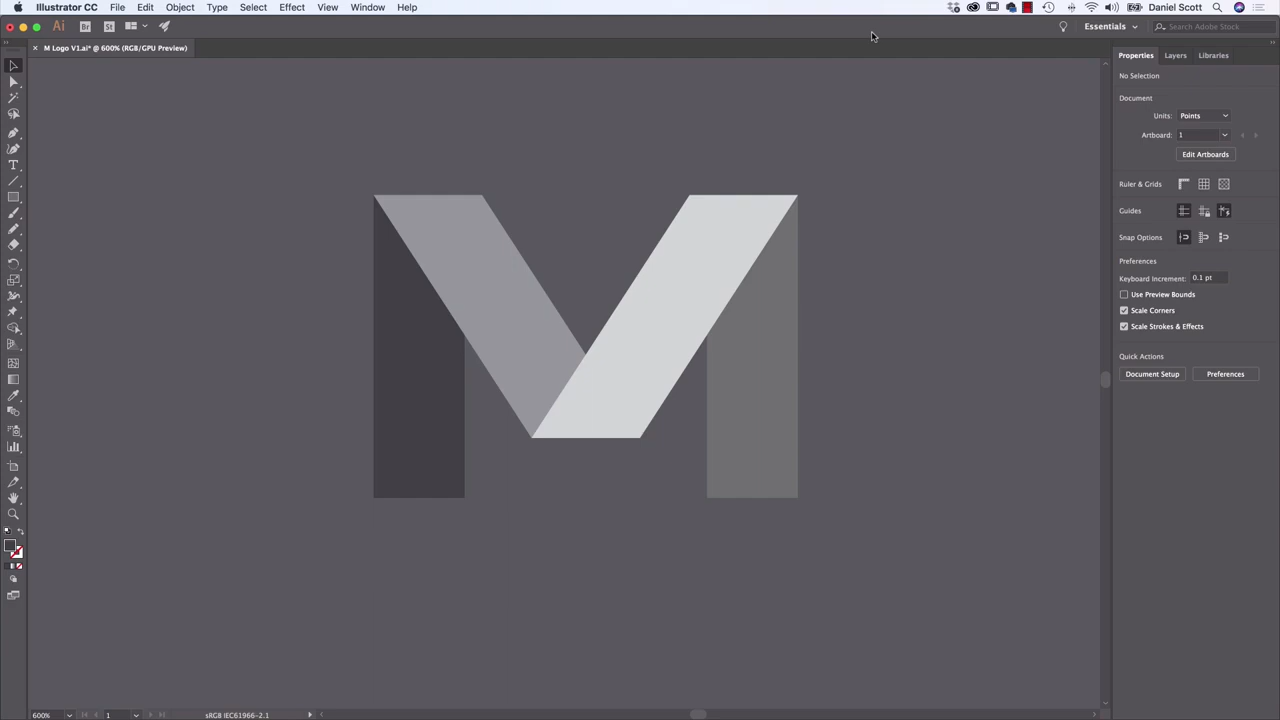 Illustrator CC File Edit Object Type Select Effect View Window Help Daniel Scott
Ai Br St Essentials Search Adobe Stock
× M Logo V1.ai* @ 600% (RGB/GPU Preview)
Properties Layers Libraries
No Selection
Document
Units: Points
Artboard: 1
Edit Artboards
Ruler & Grids
Guides
Snap Options
Preferences
Keyboard Increment: 0.1 pt
Use Preview Bounds
Scale Corners
Scale Strokes & Effects
Quick Actions
Document Setup Preferences
M
600% 1 sRGB IEC61966-2.1